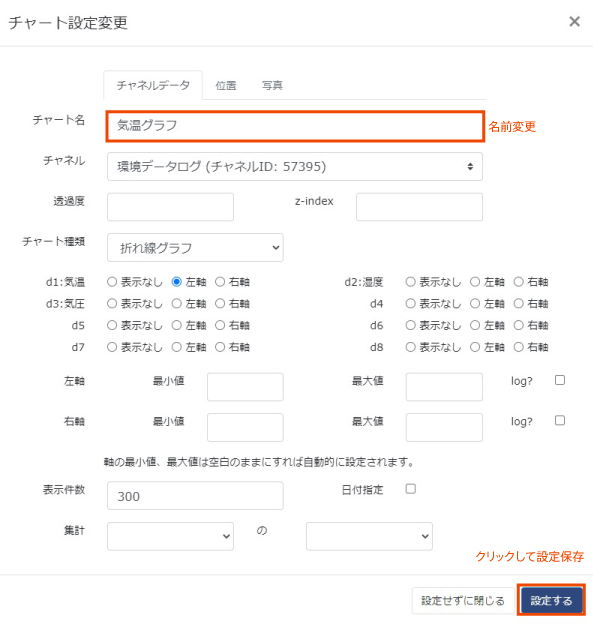 チャート設定変更 ×
チャネルデータ 位置 写真
チャート名 気温グラフ 名前変更
チャネル 環境データログ (チャネルID: 57395)
透過度 z-index
チャート種類 折れ線グラフ
d1:気温 表示なし 左軸 右軸 d2:湿度 表示なし 左軸 右軸
d3:気圧 表示なし 左軸 右軸 d4 表示なし 左軸 右軸
d5 表示なし 左軸 右軸 d6 表示なし 左軸 右軸
d7 表示なし 左軸 右軸 d8 表示なし 左軸 右軸
左軸 最小値 最大値 log?
右軸 最小値 最大値 log?
軸の最小値、最大値は空白のままにすれば自動的に設定されます。
表示件数 300 日付指定
集計 の
クリックして設定保存
設定せずに閉じる 設定する